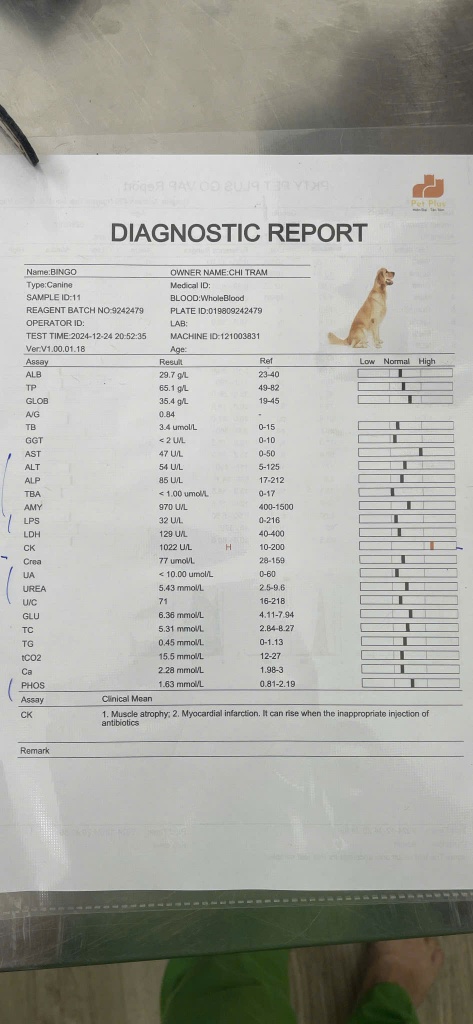 Pet Plus
DIAGNOSTIC REPORT
Name:BINGO OWNER NAME:CHI TRAM
Type:Canine Medical ID:
SAMPLE ID:11 BLOOD:WholeBlood
REAGENT BATCH NO:9242479 PLATE ID:019809242479
OPERATOR ID: LAB:
TEST TIME:2024-12-24 20:52:35 MACHINE ID:121003831
Ver:V1.00.01.18 Age:
Assay Result Ref Low Normal High
ALB 29.7 g/L 23-40
TP 65.1 g/L 49-82
GLOB 35.4 g/L 19-45
A/G 0.84 -
TB 3.4 umol/L 0-15
GGT < 2 U/L 0-10
AST 47 U/L 0-50
ALT 54 U/L 5-125
ALP 85 U/L 17-212
TBA < 1.00 umol/L 0-17
AMY 970 U/L 400-1500
LPS 32 U/L 0-216
LDH 129 U/L 40-400
CK 1022 U/L H 10-200
Crea 77 umol/L 28-159
UA < 10.00 umol/L 0-60
UREA 5.43 mmol/L 2.5-9.6
U/C 71 16-218
GLU 6.36 mmol/L 4.11-7.94
TC 5.31 mmol/L 2.84-8.27
TG 0.45 mmol/L 0-1.13
tCO2 15.5 mmol/L 12-27
Ca 2.28 mmol/L 1.98-3
PHOS 1.63 mmol/L 0.81-2.19
Assay Clinical Mean
CK 1. Muscle atrophy; 2. Myocardial infarction. It can rise when the inappropriate injection of
antibiotics
Remark